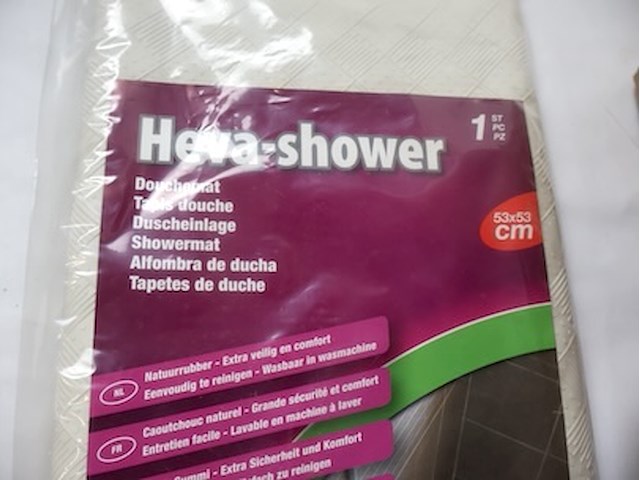 Heva-shower
1 ST
PC
PZ
Douchemat
Tapis douche
Duscheinlage
Showermat
Alfombra de ducha
Tapetes de duche
53x53
cm
NL
Natuurrubber - Extra veilig en comfort
Eenvoudig te reinigen - Wasbaar in wasmachine
FR
Caoutchouc naturel - Grande sécurité et comfort
Entretien facile - Lavable en machine à laver
Extra Sicherheit und Komfort
zu reinigen